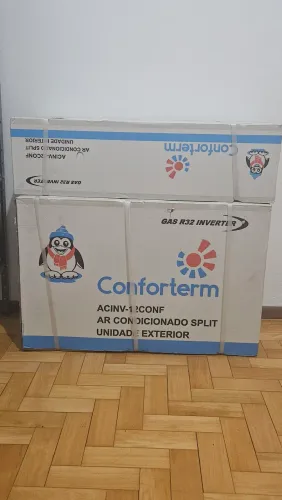 GAS R32 INVERTER
Conforterm
ACINV-12CONF
AR CONDICIONADO SPLIT
UNIDADE EXTERIOR
GAS R32 INVERTER
Conforterm
ACINV-12CONF
AR CONDICIONADO SPLIT
UNIDADE EXTERIOR